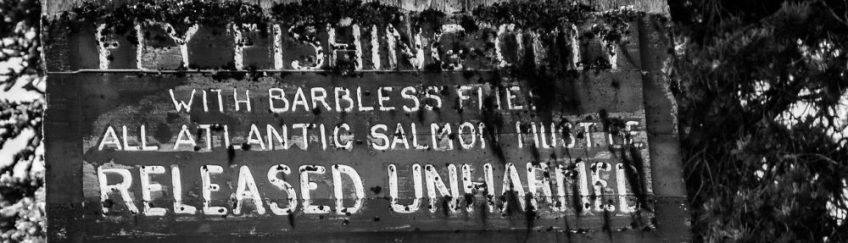 FLY FISHING ONLY
WITH BARBLESS FLIES
ALL ATLANTIC SALMON MUST BE
RELEASED UNHARMED